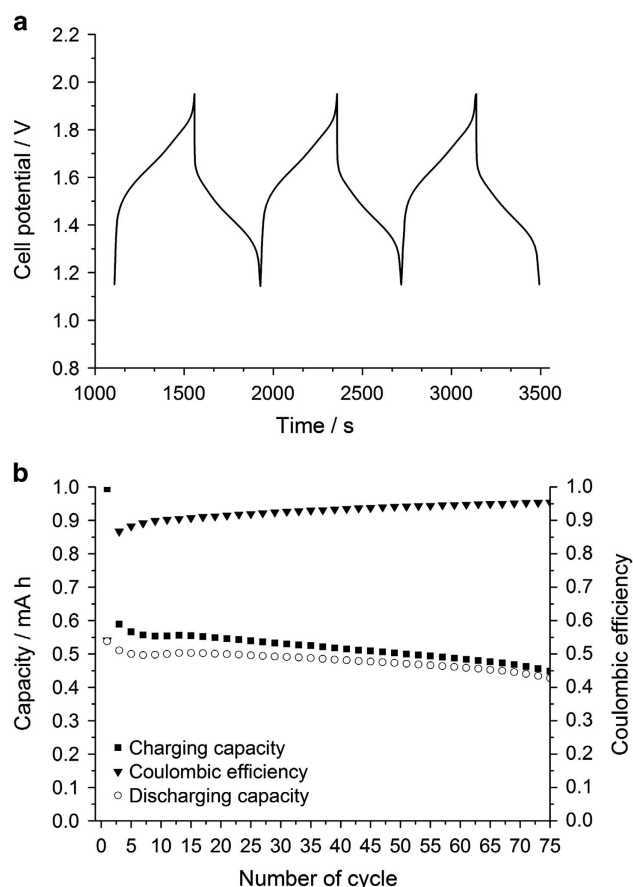 a
2.2
2.0
1.8
1.6
1.4
1.2
1.0
0.8
Cell potential / V
1000 1500 2000 2500 3000 3500
Time / s
b
1.0 1.0
0.9 0.9
0.8 0.8
0.7 0.7
0.6 0.6
0.5 0.5
0.4 0.4
0.3 0.3
0.2 0.2
0.1 0.1
0.0 0.0
Capacity / mA h
Coulombic efficiency
Charging capacity
Coulombic efficiency
Discharging capacity
0 5 10 15 20 25 30 35 40 45 50 55 60 65 70 75
Number of cycle